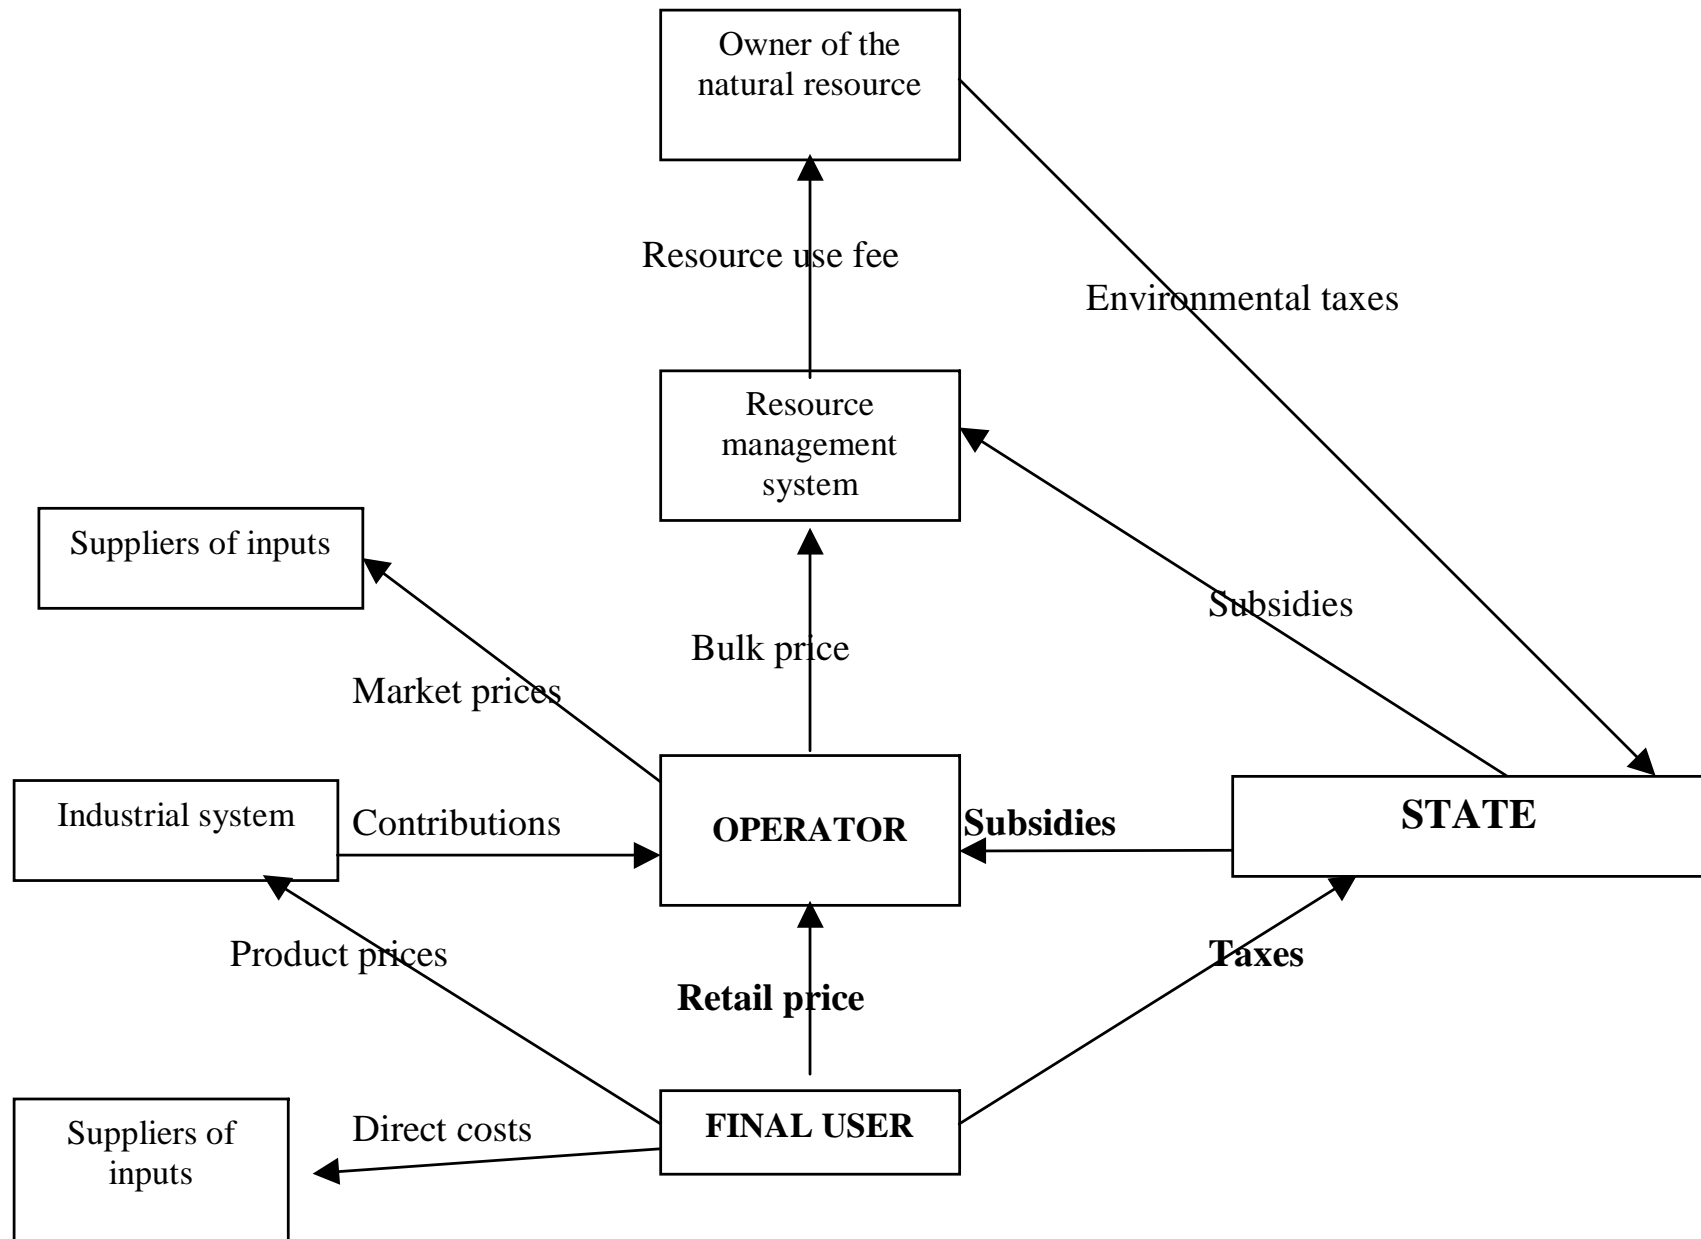 Owner of the
natural resource
Resource use fee
Environmental taxes
Resource
management
system
Suppliers of inputs
Subsidies
Bulk price
Market prices
Industrial system
Contributions
OPERATOR
Subsidies
STATE
Product prices
Taxes
Retail price
Suppliers of
inputs
Direct costs
FINAL USER